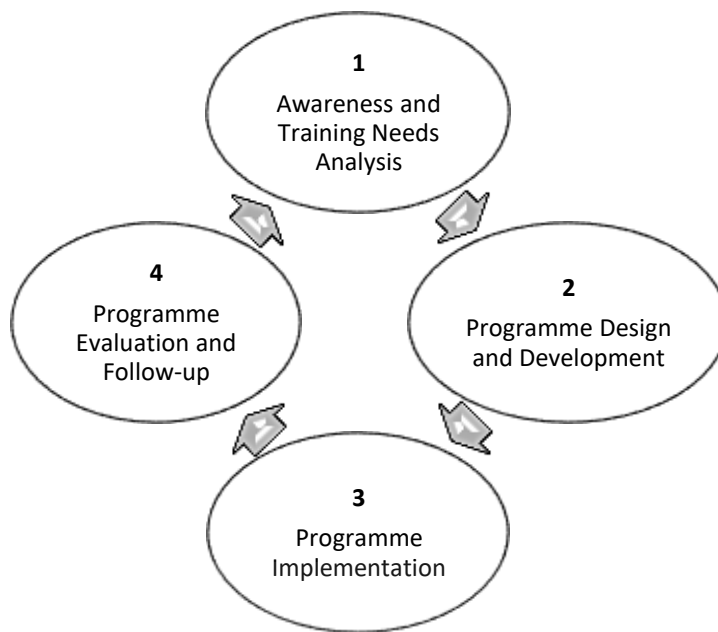 1
Awareness and
Training Needs
Analysis
2
Programme Design
and Development
3
Programme
Implementation
4
Programme
Evaluation and
Follow-up